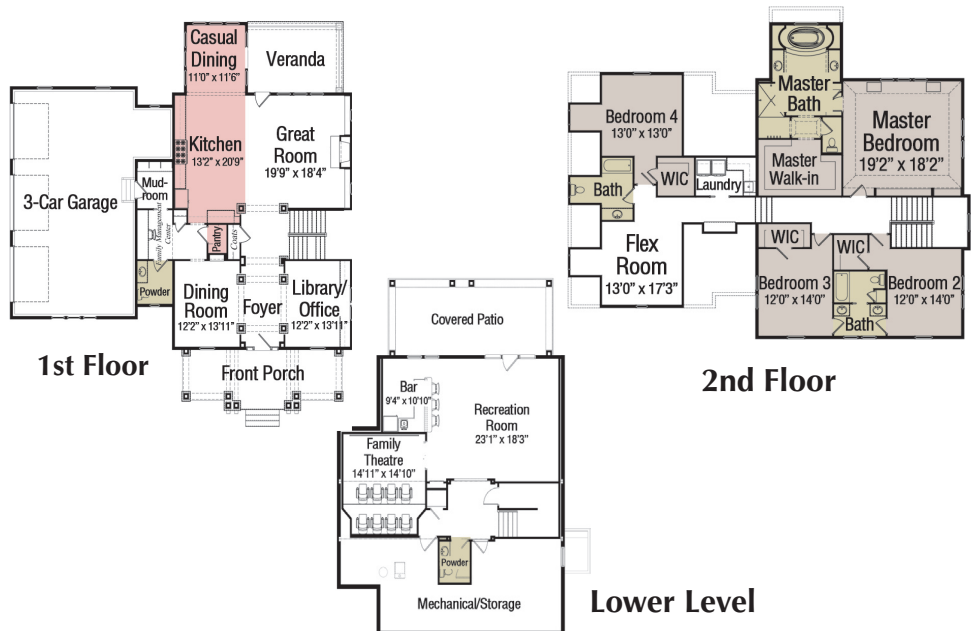 Casual
Dining
11'0" x 11'6"
Veranda
Kitchen
13'2" x 20'9"
Great
Room
19'9" x 18'4"
Mud-
room
3-Car Garage
Family Management
Center
Pantry
Coats
Powder
Dining
Room
12'2" x 13'11"
Foyer
Library/
Office
12'2" x 13'11"
Front Porch
1st Floor
Master
Bath
Bedroom 4
13'0" x 13'0"
Master
Bedroom
19'2" x 18'2"
Bath
WIC
Laundry
Master
Walk-in
Flex
Room
13'0" x 17'3"
WIC
WIC
Bedroom 3
12'0" x 14'0"
Bedroom 2
12'0" x 14'0"
Bath
2nd Floor
Covered Patio
Bar
9'4" x 10'10"
Recreation
Room
23'1" x 18'3"
Family
Theatre
14'11" x 14'10"
Powder
Mechanical/Storage
Lower Level